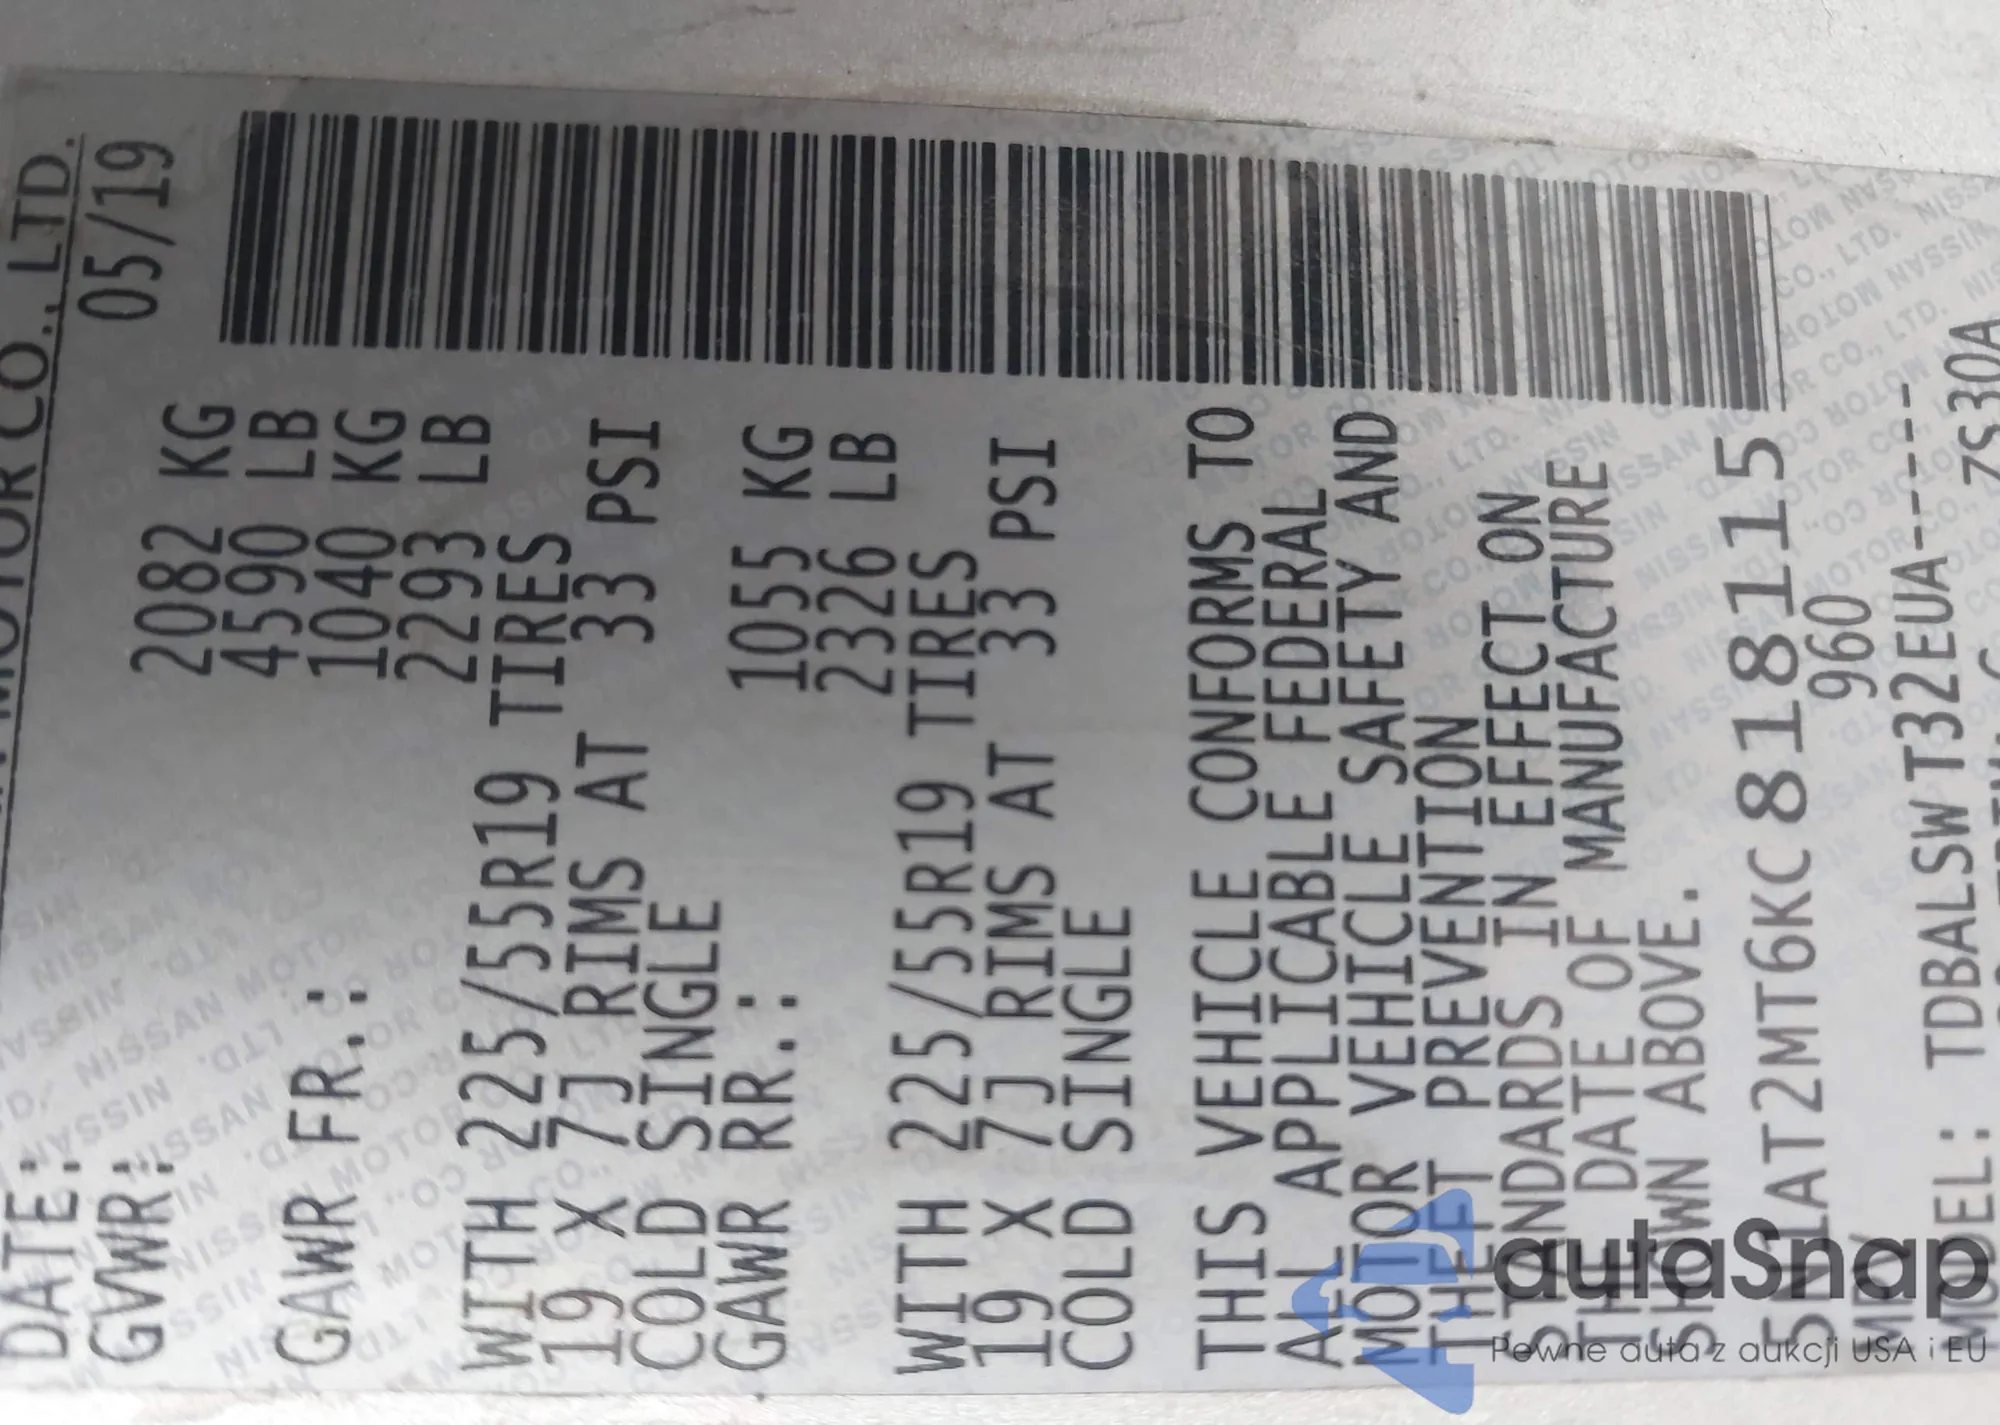 MOTOR CO., LTD.
DATE: 05/19
GVWR: 2082 KG
4590 LB
GAWR FR.: 1040 KG
2293 LB
WITH 225/55R19 TIRES
19 X 7J RIMS AT 33 PSI
COLD SINGLE
GAWR RR.: 1055 KG
2326 LB
WITH 225/55R19 TIRES
19 X 7J RIMS AT 33 PSI
COLD SINGLE
THIS VEHICLE CONFORMS TO
ALL APPLICABLE FEDERAL
MOTOR VEHICLE SAFETY AND
THEFT PREVENTION
STANDARDS IN EFFECT ON
THE DATE OF MANUFACTURE
SHOWN ABOVE.
5N1AT2MT6KC818115
960
MODEL: TDBALSWT32EUA-----
ZS30A
autaSnap
Pewne auta z aukcji USA i EU